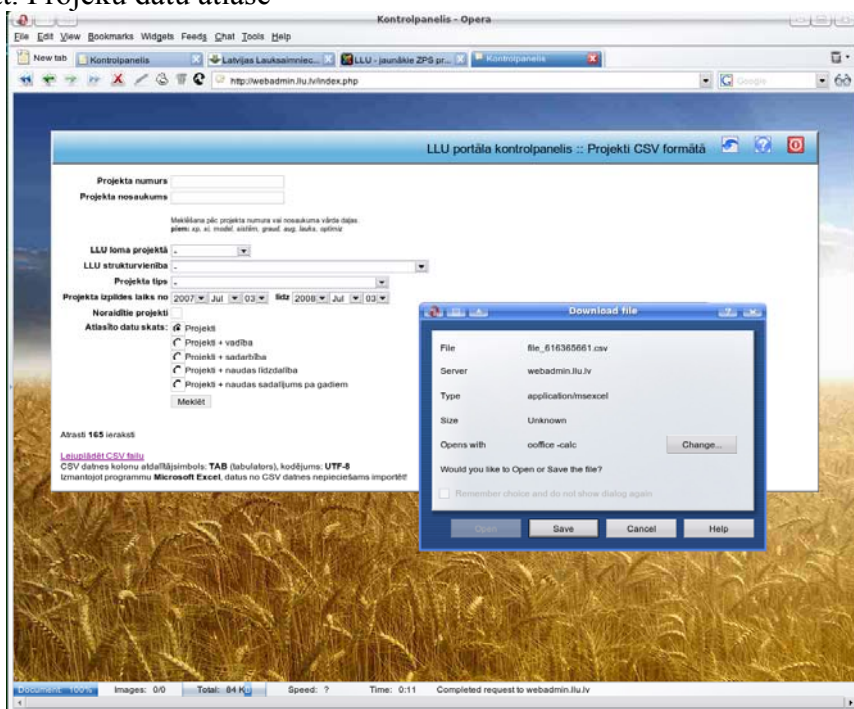 t. Projektu datu atlase
Kontrolpanelis - Opera
File Edit View Bookmarks Widgets Feeds Chat Tools Help
New tab Kontrolpanelis Latvijas Lauksaimniec... LLU - jaunākie ZPS pr... Kontrolpanelis
http://webadmin.llu.lv/index.php Google
LLU portāla kontrolpanelis :: Projekti CSV formātā
Projekta numurs
Projekta nosaukums
Meklēšana pēc projekta numura vai nosaukuma vārda daļas.
piem: xp, ei, model, sistēm, graud, aug, lauks, optimiz
LLU loma projektā -
LLU strukturvienība -
Projekta tips -
Projekta izpildes laiks no 2007 Jul 03 līdz 2008 Jul 03
Noraidītie projekti
Atlasīto datu skats: Projekti
Projekti + vadība
Projekti + sadarbība
Projekti + naudas līdzdalība
Projekti + naudas sadalījums pa gadiem
Meklēt
Atrasti 165 ieraksti
Lejuplādēt CSV failu
CSV datnes kolonu atdalītājsimbols: TAB (tabulators), kodējums: UTF-8
Izmantojot programmu Microsoft Excel, datus no CSV datnes nepieciešams importēt!
Download file
File file_616365661.csv
Server webadmin.llu.lv
Type application/msexcel
Size Unknown
Opens with ooffice -calc Change...
Would you like to Open or Save the file?
Remember choice and do not show dialog again
Open Save Cancel Help
Document: 100% Images: 0/0 Total: 84 K Speed: ? Time: 0:11 Completed request to webadmin.llu.lv